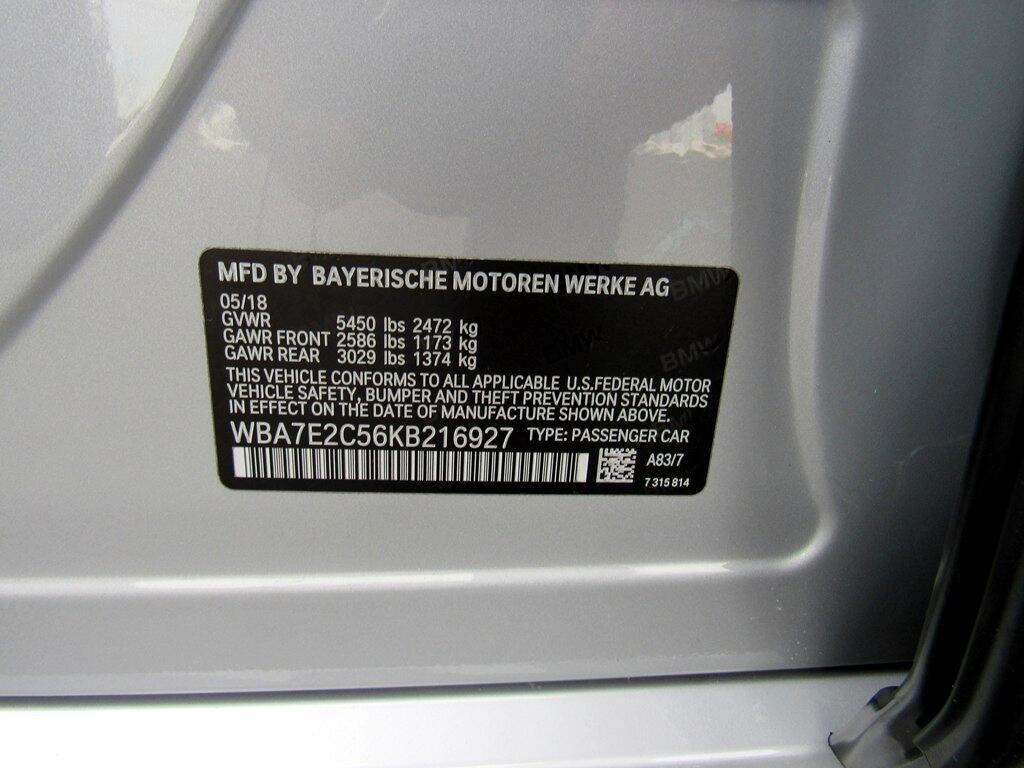 MFD BY BAYERISCHE MOTOREN WERKE AG
05/18
GVWR 5450 lbs 2472 kg
GAWR FRONT 2586 lbs 1173 kg
GAWR REAR 3029 lbs 1374 kg
THIS VEHICLE CONFORMS TO ALL APPLICABLE U.S.FEDERAL MOTOR
VEHICLE SAFETY, BUMPER AND THEFT PREVENTION STANDARDS
IN EFFECT ON THE DATE OF MANUFACTURE SHOWN ABOVE.
WBA7E2C56KB216927 TYPE: PASSENGER CAR
A83/7
7 315 814
BMW
BMW
BMW